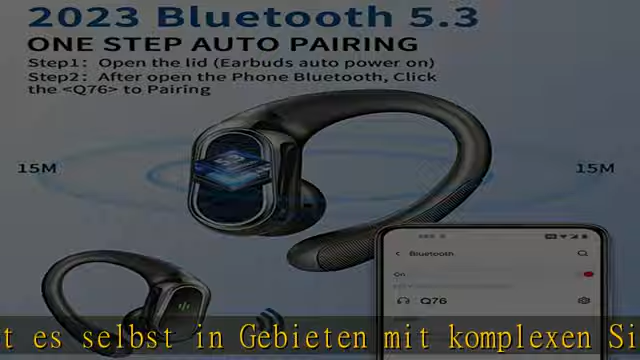 2023 Bluetooth 5.3
ONE STEP AUTO PAIRING
Step1: Open the lid (Earbuds auto power on)
Step2: After open the Phone Bluetooth, Click
the <Q76> to Pairing
15M
15M
Bluetooth
On
Q76
t es selbst in Gebieten mit komplexen Si